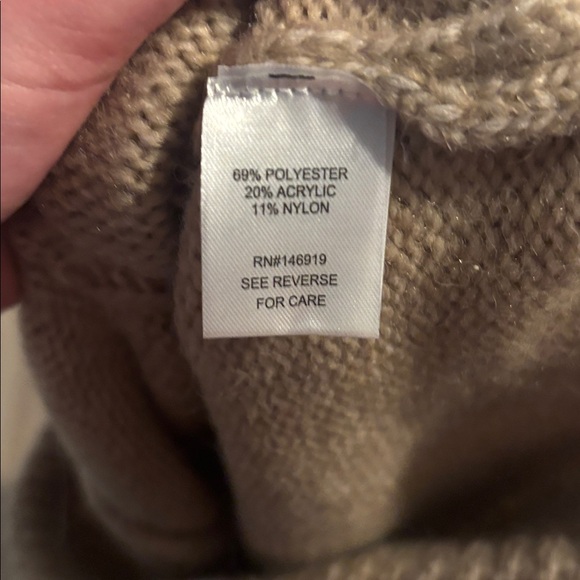 69% POLYESTER
20% ACRYLIC
11% NYLON
RN#146919
SEE REVERSE
FOR CARE